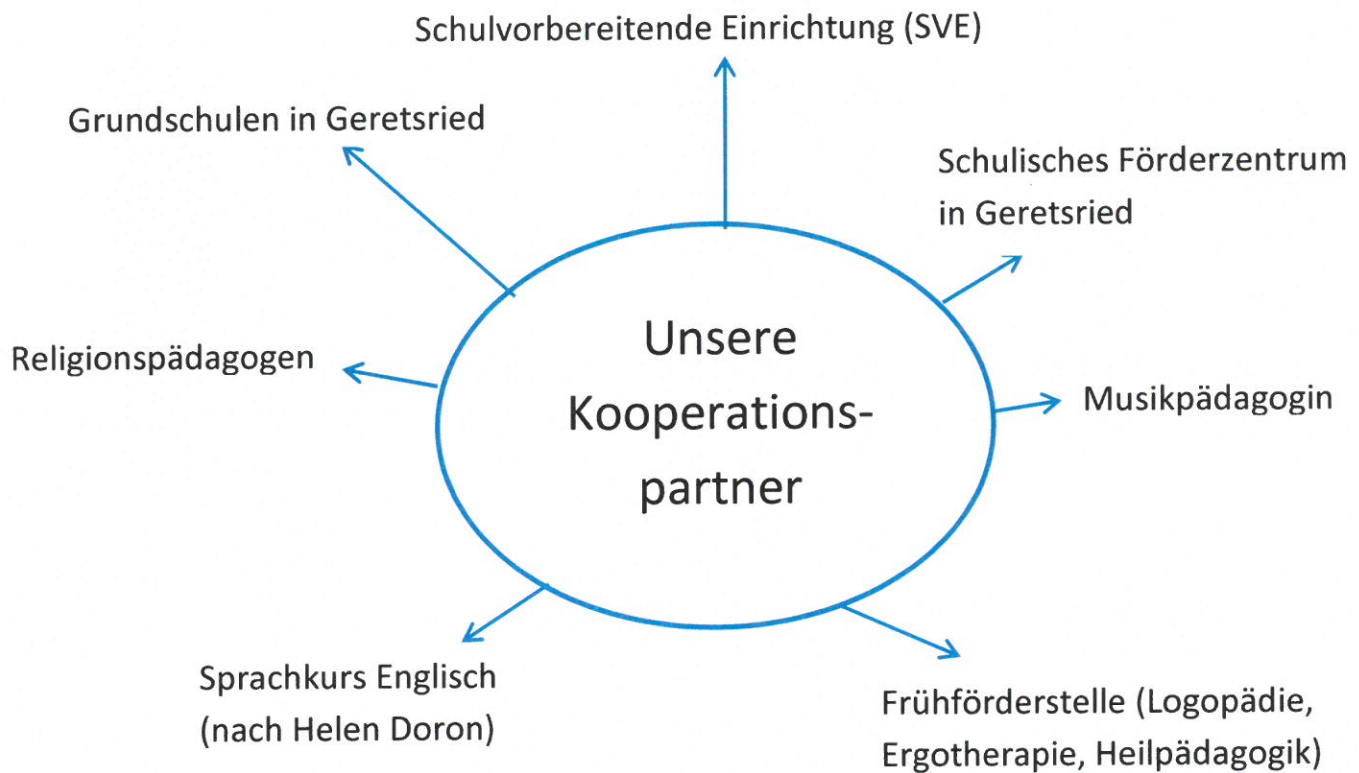 Schulvorbereitende Einrichtung (SVE)
Grundschulen in Geretsried
Schulisches Förderzentrum
in Geretsried
Unsere
Kooperations-
partner
Religionspädagogen
Musikpädagogin
Sprachkurs Englisch
(nach Helen Doron)
Frühförderstelle (Logopädie,
Ergotherapie, Heilpädagogik)